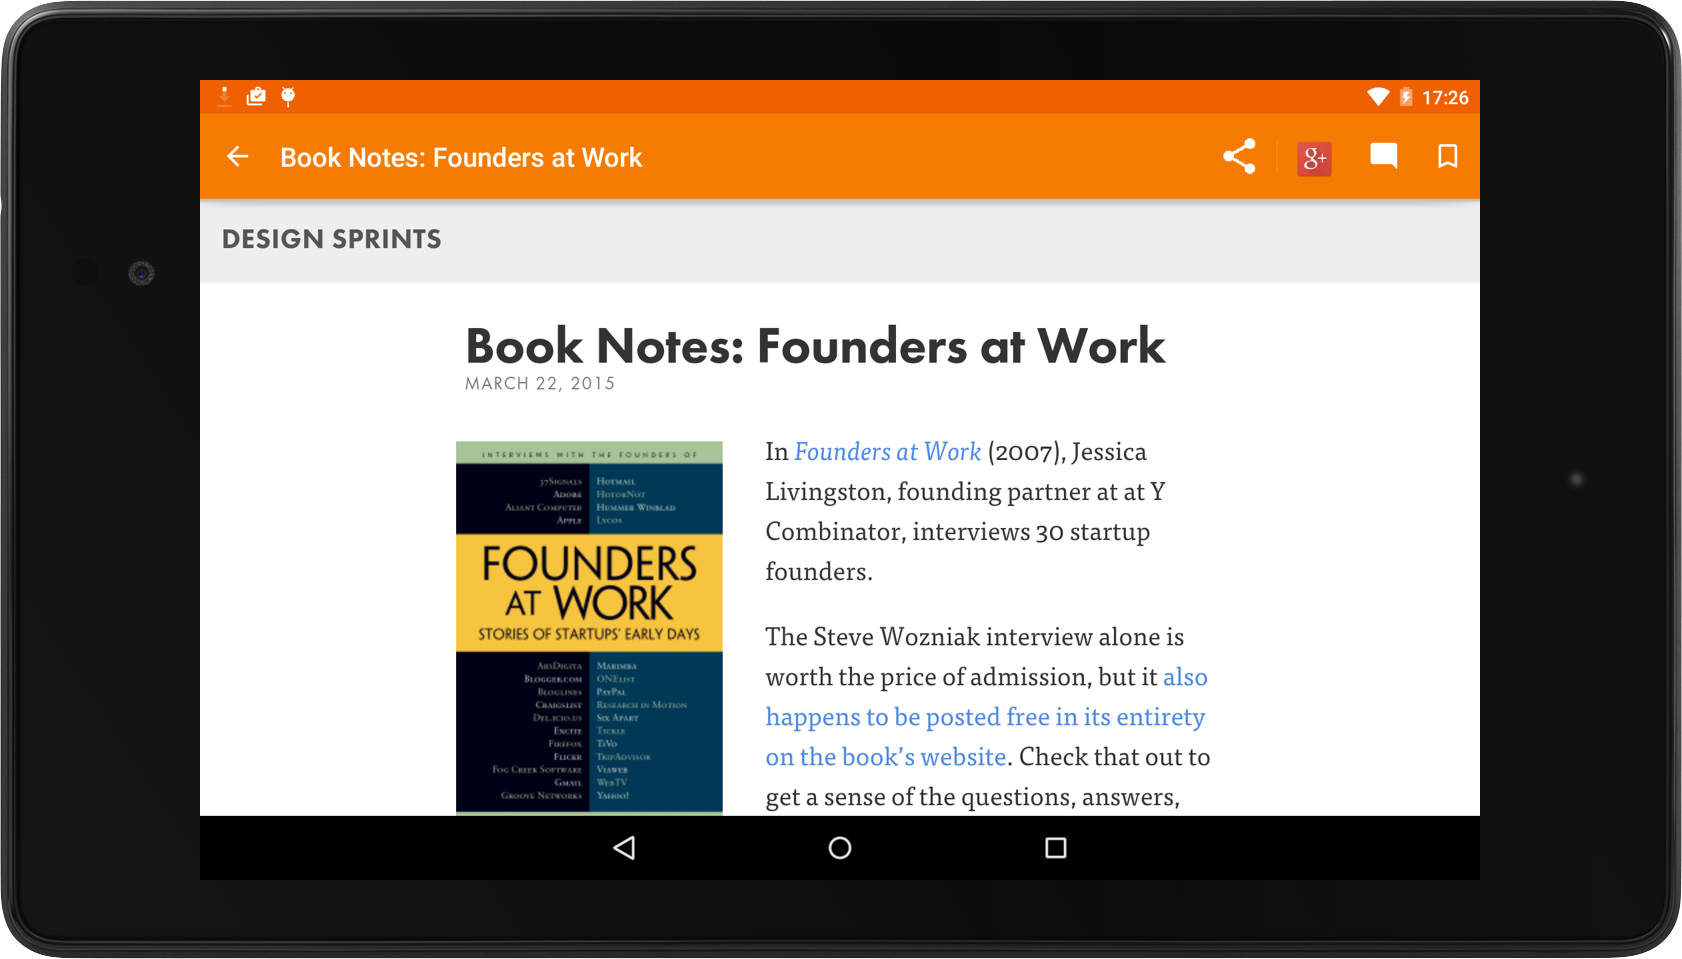 17:26
Book Notes: Founders at Work
g+
DESIGN SPRINTS
Book Notes: Founders at Work
MARCH 22, 2015
INTERVIEWS WITH THE FOUNDERS OF
37SIGNALS HOTMAIL
ADOBE HOTORNOT
ALIANT COMPUTER HUMMER WINBLAD
APPLE LYCOS
FOUNDERS
AT WORK
STORIES OF STARTUPS' EARLY DAYS
ARSDIGITA MARIMBA
BLOGGER.COM ONELIST
BLOGLINES PAYPAL
CRAIGSLIST RESEARCH IN MOTION
DEL.ICIO.US SIX APART
EXCITE TICKLE
FIREFOX TIVO
FLICKR TRIPADVISOR
FOG CREEK SOFTWARE VIAWEB
GMAIL WEBTV
GROOVE NETWORKS YAHOO!
In Founders at Work (2007), Jessica
Livingston, founding partner at at Y
Combinator, interviews 30 startup
founders.
The Steve Wozniak interview alone is
worth the price of admission, but it also
happens to be posted free in its entirety
on the book’s website. Check that out to
get a sense of the questions, answers,